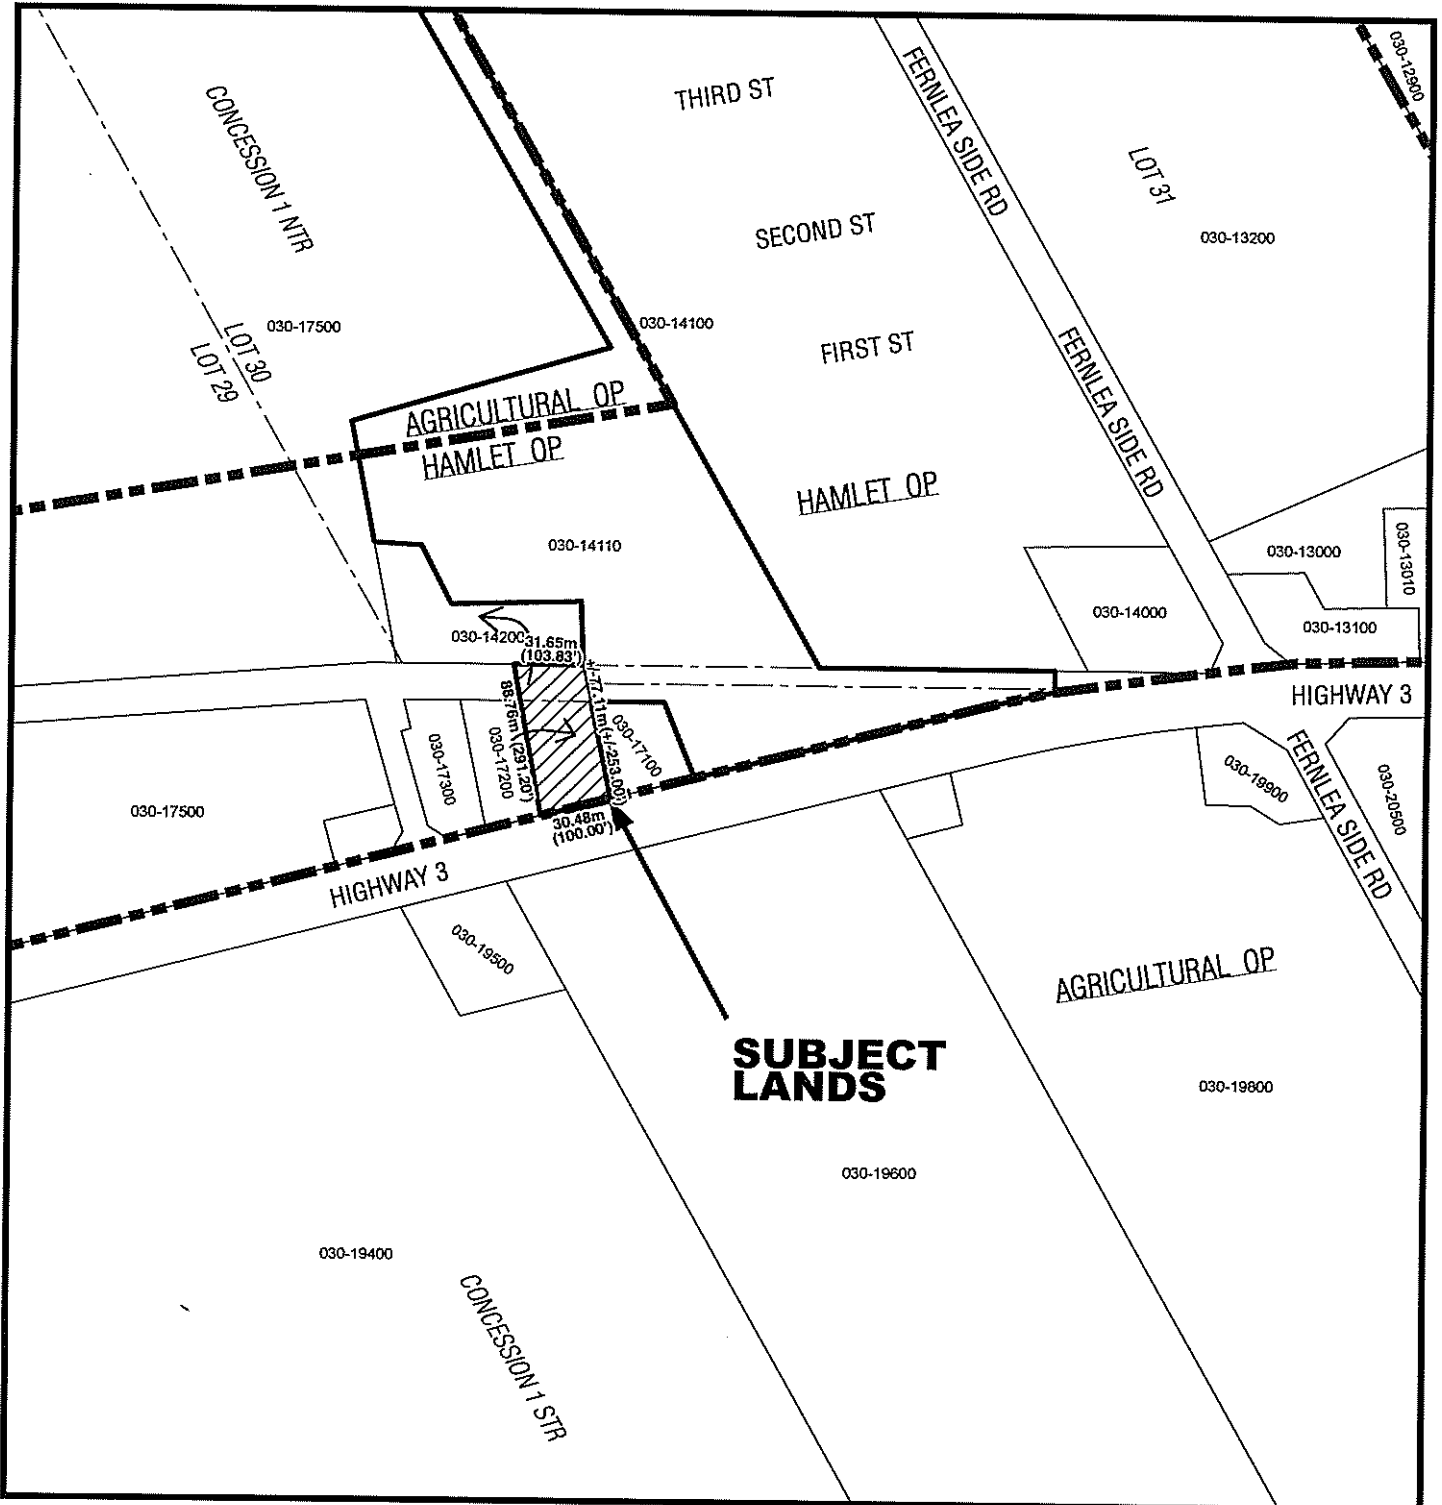 030-12900
THIRD ST
FERNLEA SIDE RD
CONCESSION 1 NTR
LOT 31
SECOND ST
030-13200
030-17500
030-14100
LOT 30
LOT 29
FIRST ST
FERNLEA SIDE RD
AGRICULTURAL OP
HAMLET OP
HAMLET OP
030-14110
030-13000
030-13010
030-14000
030-13100
030-14200
31.65m
(103.83')
88.76m (291.20')
+/-77.11m(+/-253.00')
HIGHWAY 3
030-17100
030-17200
030-17300
030-17500
030-19900
FERNLEA SIDE RD
030-20500
30.48m
(100.00')
HIGHWAY 3
030-19500
AGRICULTURAL OP
SUBJECT
LANDS
030-19800
030-19600
030-19400
CONCESSION 1 STR